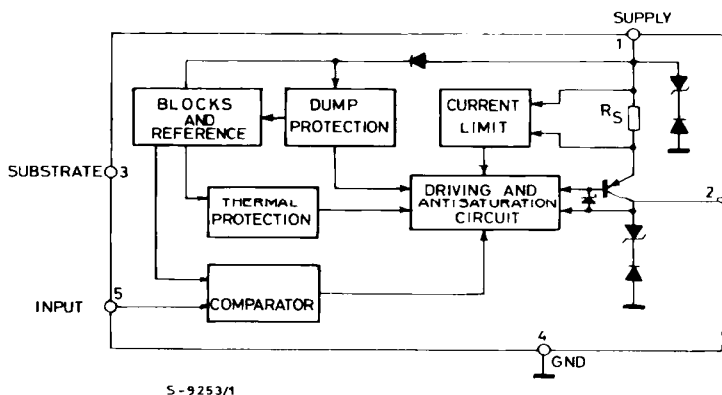 SUPPLY
1
BLOCKS
AND
REFERENCE
DUMP
PROTECTION
CURRENT
LIMIT
RS
SUBSTRATE 3
THERMAL
PROTECTION
DRIVING AND
ANTISATURATION
CIRCUIT
2
INPUT 5
COMPARATOR
4
GND
S-9253/1